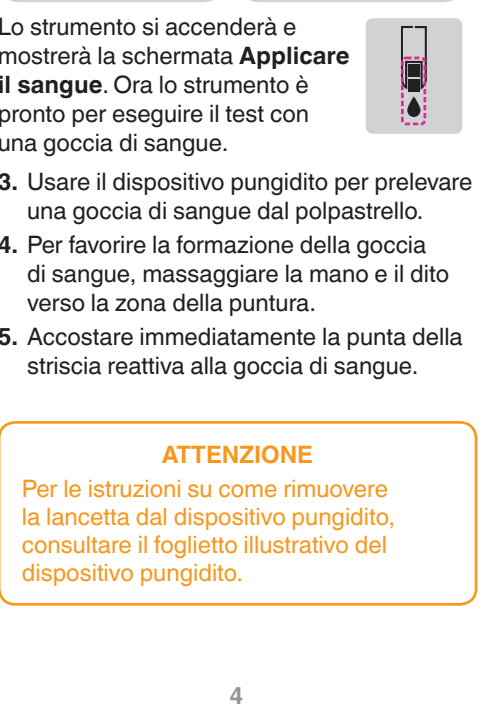 Lo strumento si accenderà e
mostrerà la schermata Applicare
il sangue. Ora lo strumento è
pronto per eseguire il test con
una goccia di sangue.
3. Usare il dispositivo pungidito per prelevare
una goccia di sangue dal polpastrello.
4. Per favorire la formazione della goccia
di sangue, massaggiare la mano e il dito
verso la zona della puntura.
5. Accostare immediatamente la punta della
striscia reattiva alla goccia di sangue.
ATTENZIONE
Per le istruzioni su come rimuovere
la lancetta dal dispositivo pungidito,
consultare il foglietto illustrativo del
dispositivo pungidito.
4